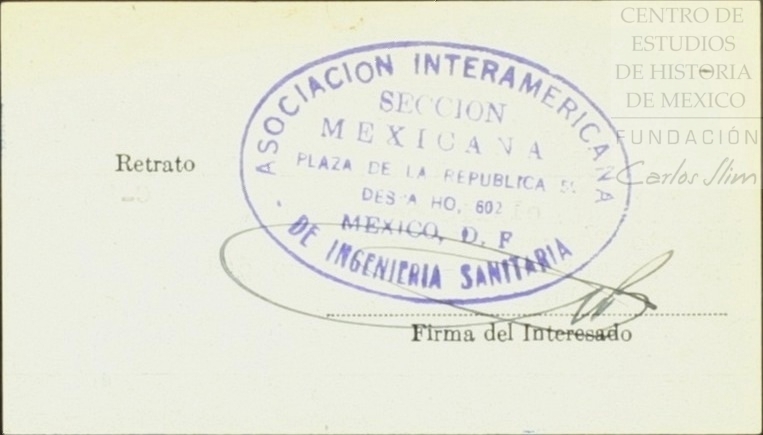 CENTRO DE
ESTUDIOS
DE HISTORIA
DE MEXICO
FUNDACIÓN
Carlos Slim
ASOCIACION INTERAMERICANA
SECCION
MEXICANA
PLAZA DE LA REPUBLICA
602
MEXICO, D. F
DE INGENIERIA SANITARIA
Retrato
Firma del Interesado